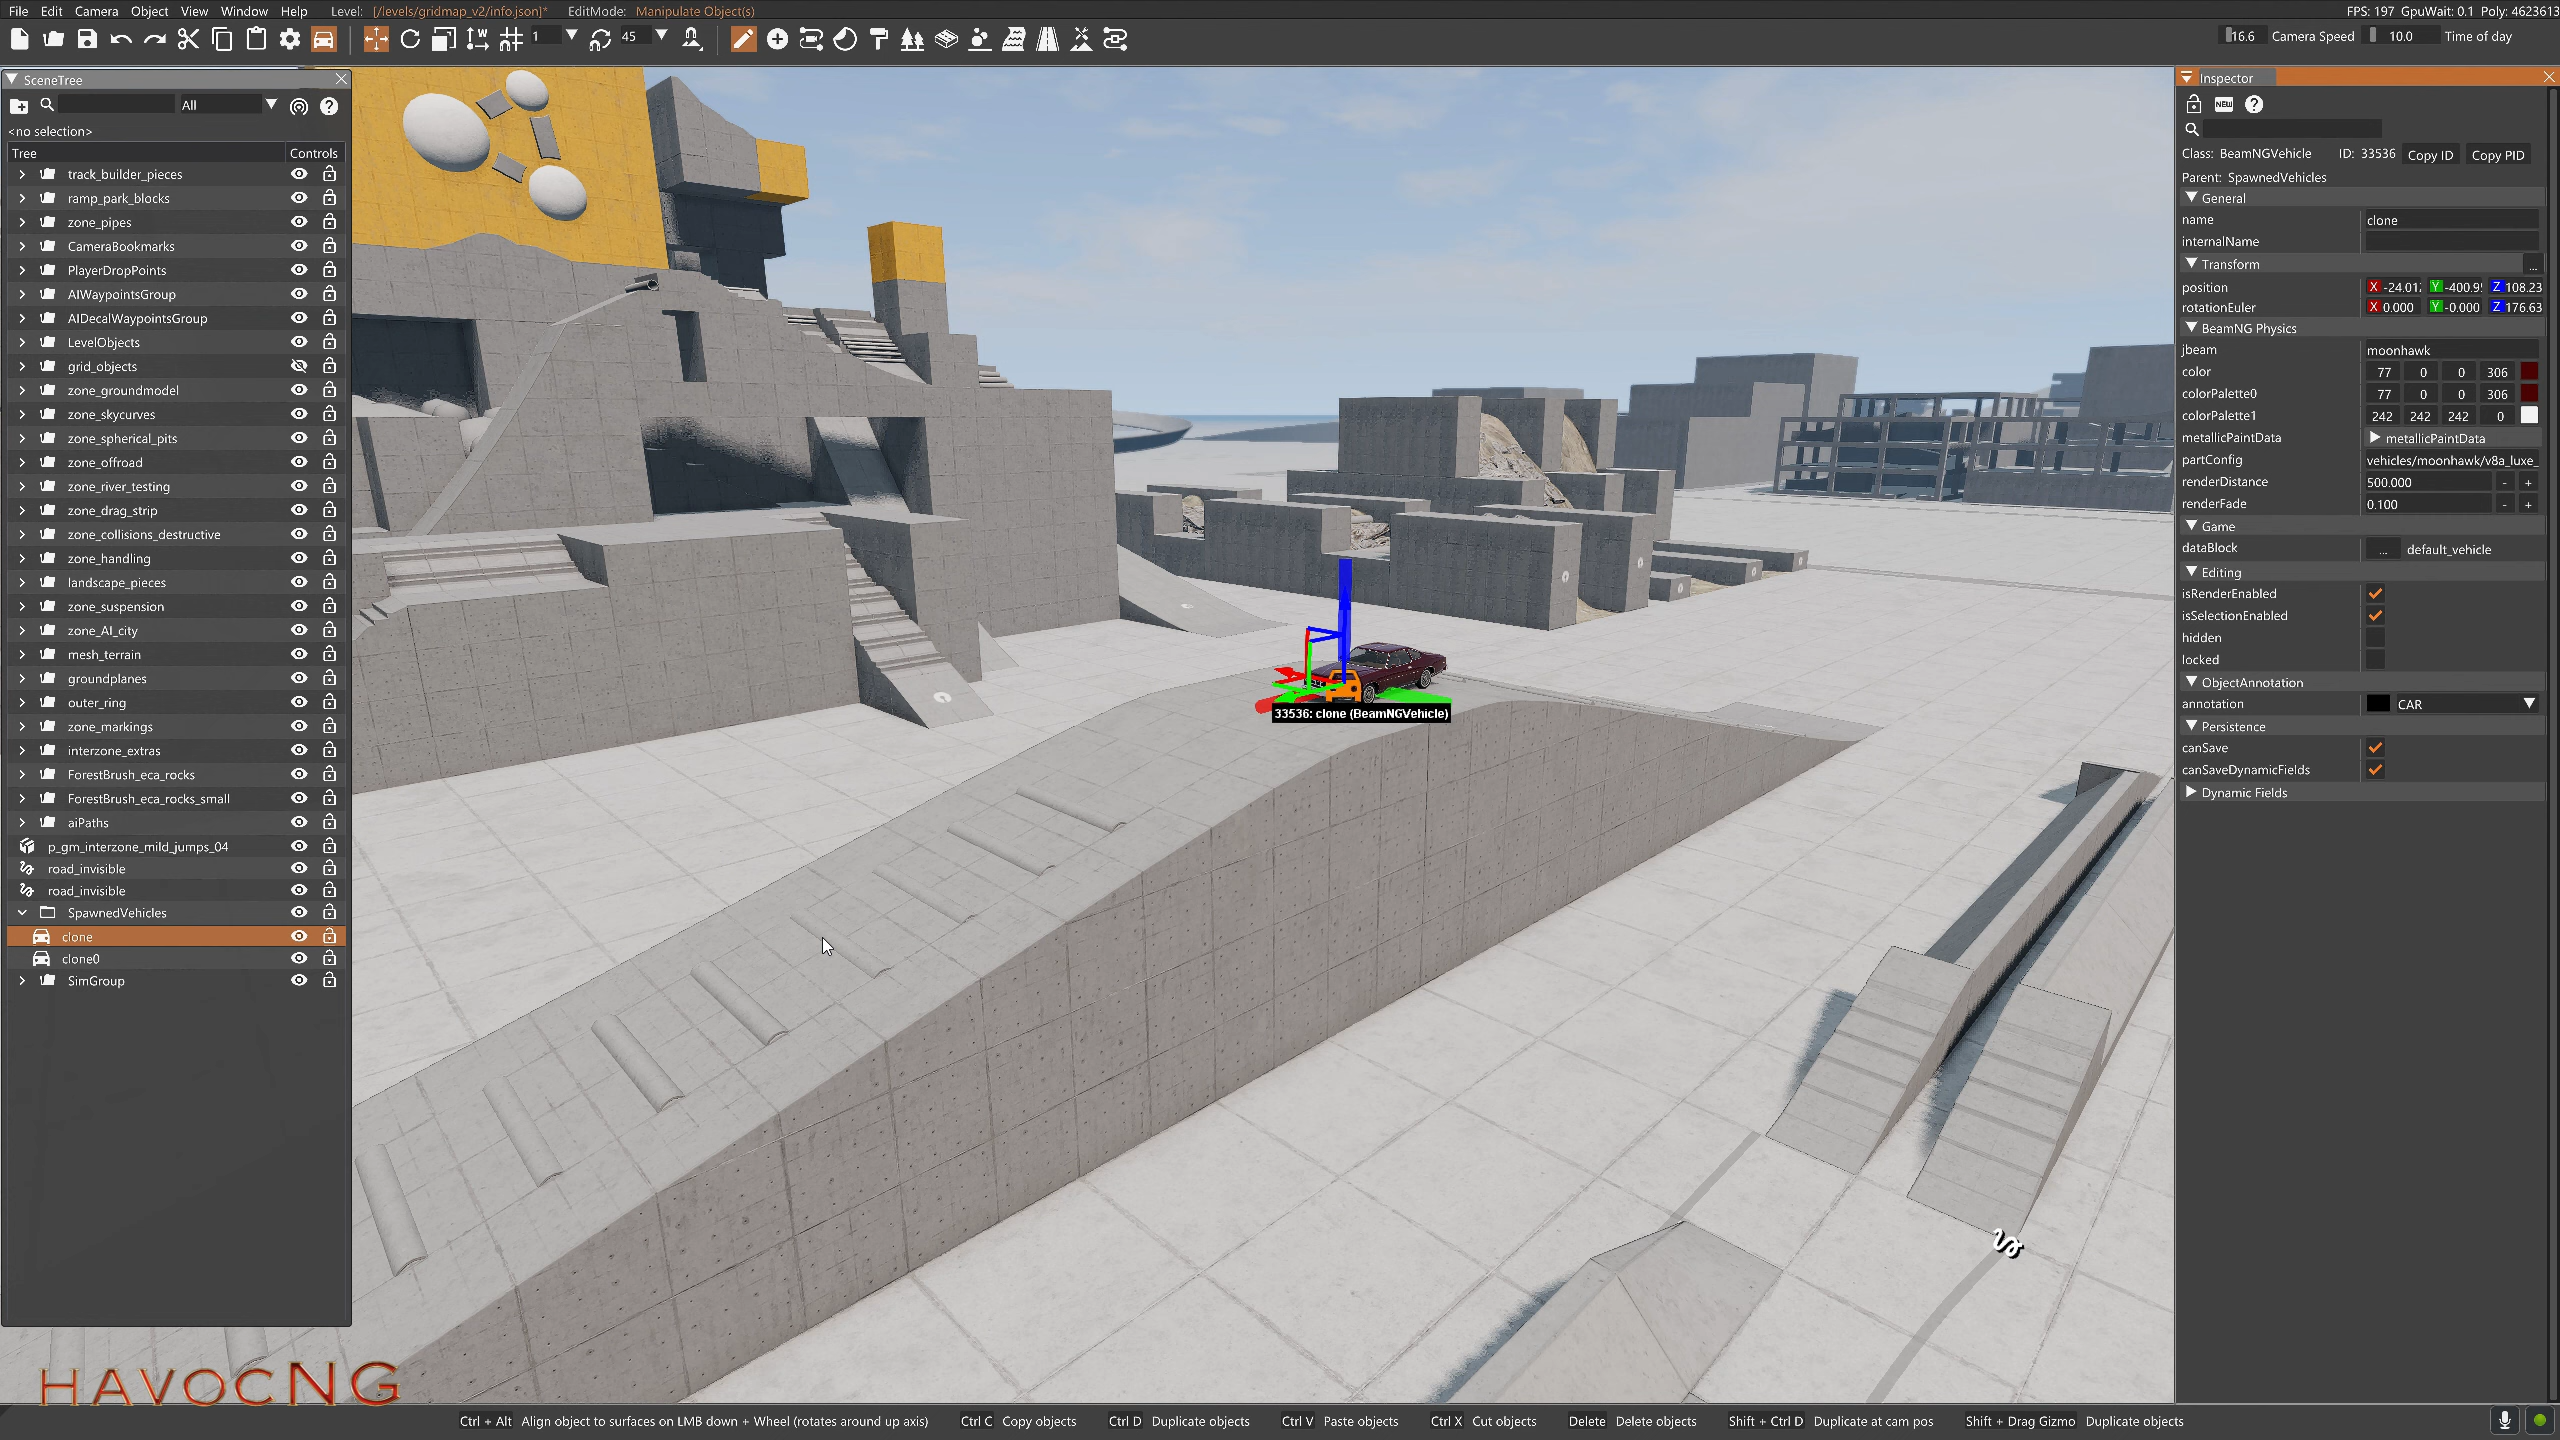 File Edit Camera Object View Window Help Level: [/levels/gridmap_v2/info.json]* EditMode: Manipulate Object(s)
FPS: 197 GpuWait: 0.1 Poly: 4623613
1 45
16.6 Camera Speed 10.0 Time of day
SceneTree
All
<no selection>
Tree Controls
track_builder_pieces
ramp_park_blocks
zone_pipes
CameraBookmarks
PlayerDropPoints
AIWaypointsGroup
AIDecalWaypointsGroup
LevelObjects
grid_objects
zone_groundmodel
zone_skycurves
zone_spherical_pits
zone_offroad
zone_river_testing
zone_drag_strip
zone_collisions_destructive
zone_handling
landscape_pieces
zone_suspension
zone_AI_city
mesh_terrain
groundplanes
outer_ring
zone_markings
interzone_extras
ForestBrush_eca_rocks
ForestBrush_eca_rocks_small
aiPaths
p_gm_interzone_mild_jumps_04
road_invisible
road_invisible
SpawnedVehicles
clone
clone0
SimGroup
33536: clone (BeamNGVehicle)
Inspector
NEW
Class: BeamNGVehicle ID: 33536 Copy ID Copy PID
Parent: SpawnedVehicles
General
name clone
internalName
Transform ...
position X -24.01 Y -400.9 Z 108.23
rotationEuler X 0.000 Y -0.000 Z 176.63
BeamNG Physics
jbeam moonhawk
color 77 0 0 306
colorPalette0 77 0 0 306
colorPalette1 242 242 242 0
metallicPaintData metallicPaintData
partConfig vehicles/moonhawk/v8a_luxe_
renderDistance 500.000 - +
renderFade 0.100 - +
Game
dataBlock ... default_vehicle
Editing
isRenderEnabled
isSelectionEnabled
hidden
locked
ObjectAnnotation
annotation CAR
Persistence
canSave
canSaveDynamicFields
Dynamic Fields
HAVOCNG
Ctrl + Alt Align object to surfaces on LMB down + Wheel (rotates around up axis) Ctrl C Copy objects Ctrl D Duplicate objects Ctrl V Paste objects Ctrl X Cut objects Delete Delete objects Shift + Ctrl D Duplicate at cam pos Shift + Drag Gizmo Duplicate objects